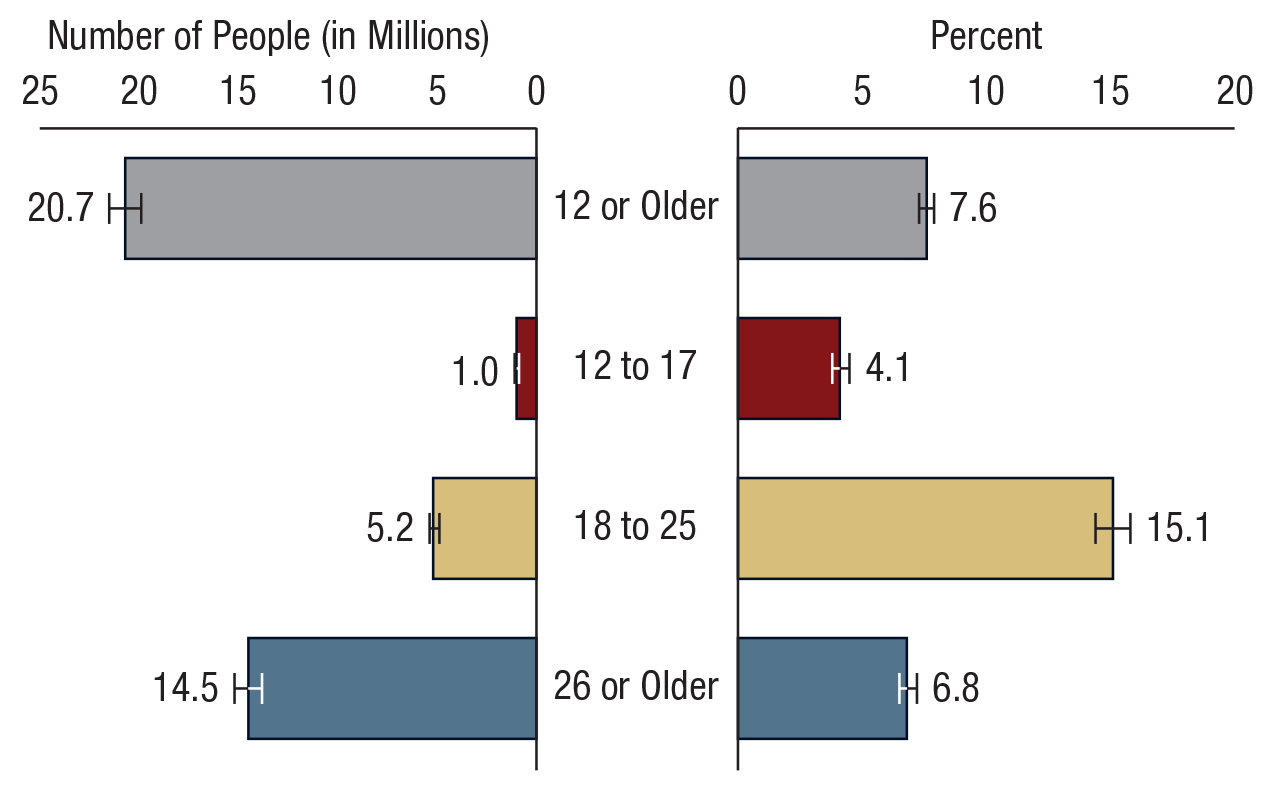 Number of People (in Millions) Percent
25 20 15 10 5 0 0 5 10 15 20
20.7 12 or Older 7.6
1.0 12 to 17 4.1
5.2 18 to 25 15.1
14.5 26 or Older 6.8